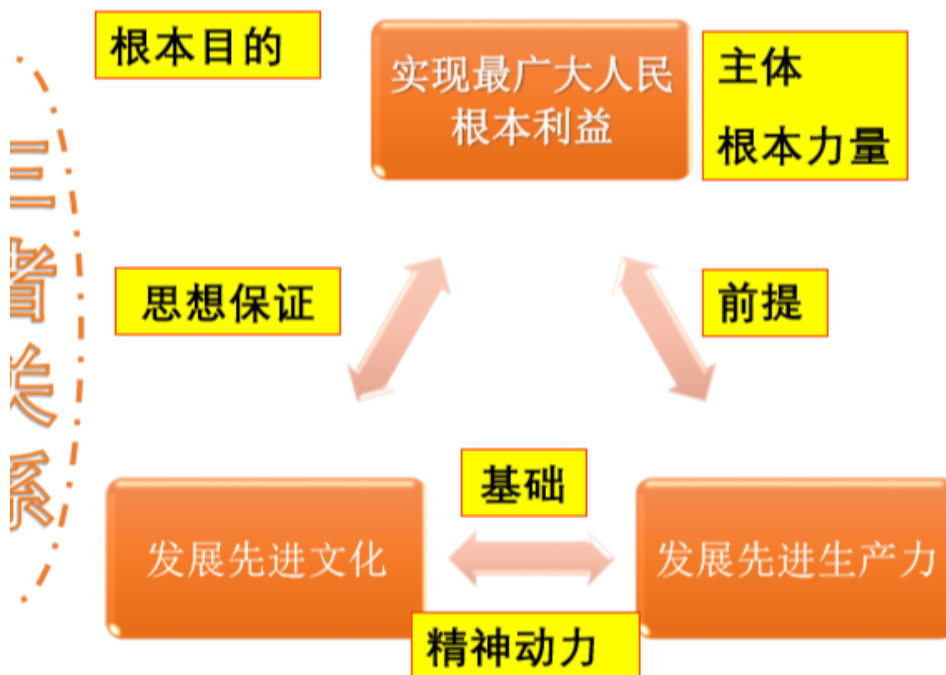 根本目的
实现最广大人民
根本利益
主体
根本力量
三者关系
思想保证
前提
基础
发展先进文化
发展先进生产力
精神动力